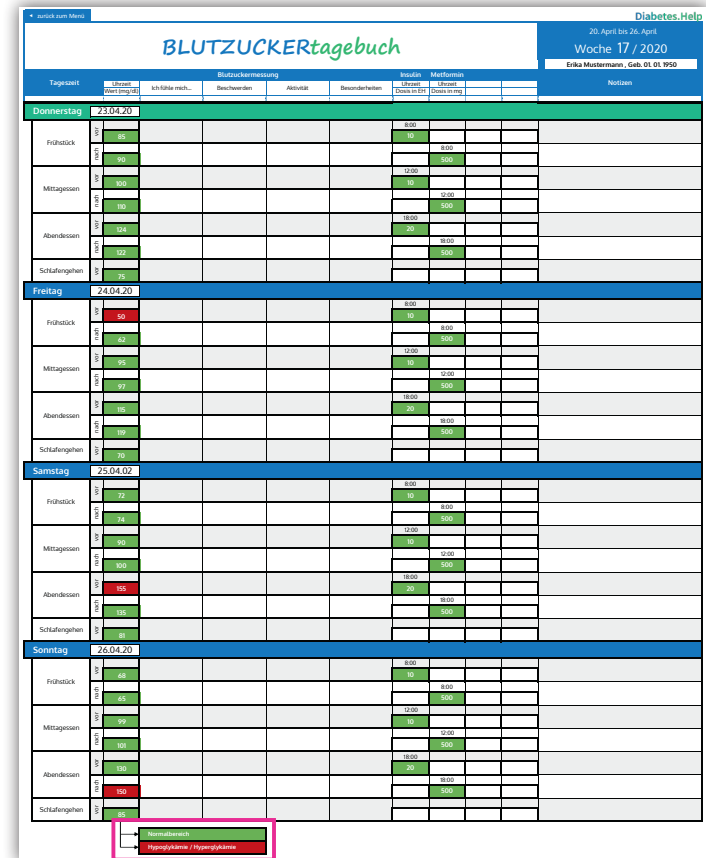 zurück zum Menü
Diabetes.Help
BLUTZUCKERtagebuch
20. April bis 26. April
Woche 17 / 2020
Erika Mustermann , Geb. 01. 01. 1950
Blutzuckermessung Insulin Metformin
Tageszeit Uhrzeit Ich fühle mich... Beschwerden Aktivität Besonderheiten Uhrzeit Uhrzeit Notizen
Wert (mg/dl) Dosis in EH Dosis in mg
Donnerstag 23.04.20
8:00
Frühstück vor 85 10
8:00
nach 90 500
12:00
Mittagessen vor 100 10
12:00
nach 110 500
18:00
Abendessen vor 124 20
18:00
nach 122 500
Schlafengehen vor 75
Freitag 24.04.20
8:00
Frühstück vor 50 10
8:00
nach 62 500
12:00
Mittagessen vor 95 10
12:00
nach 97 500
18:00
Abendessen vor 115 20
18:00
nach 119 500
Schlafengehen vor 70
Samstag 25.04.02
8:00
Frühstück vor 72 10
8:00
nach 74 500
12:00
Mittagessen vor 90 10
12:00
nach 100 500
18:00
Abendessen vor 155 20
18:00
nach 135 500
Schlafengehen vor 81
Sonntag 26.04.20
8:00
Frühstück vor 68 10
8:00
nach 65 500
12:00
Mittagessen vor 99 10
12:00
nach 101 500
18:00
Abendessen vor 130 20
18:00
nach 150 500
Schlafengehen vor 85
Normalbereich
Hypoglykämie / Hyperglykämie